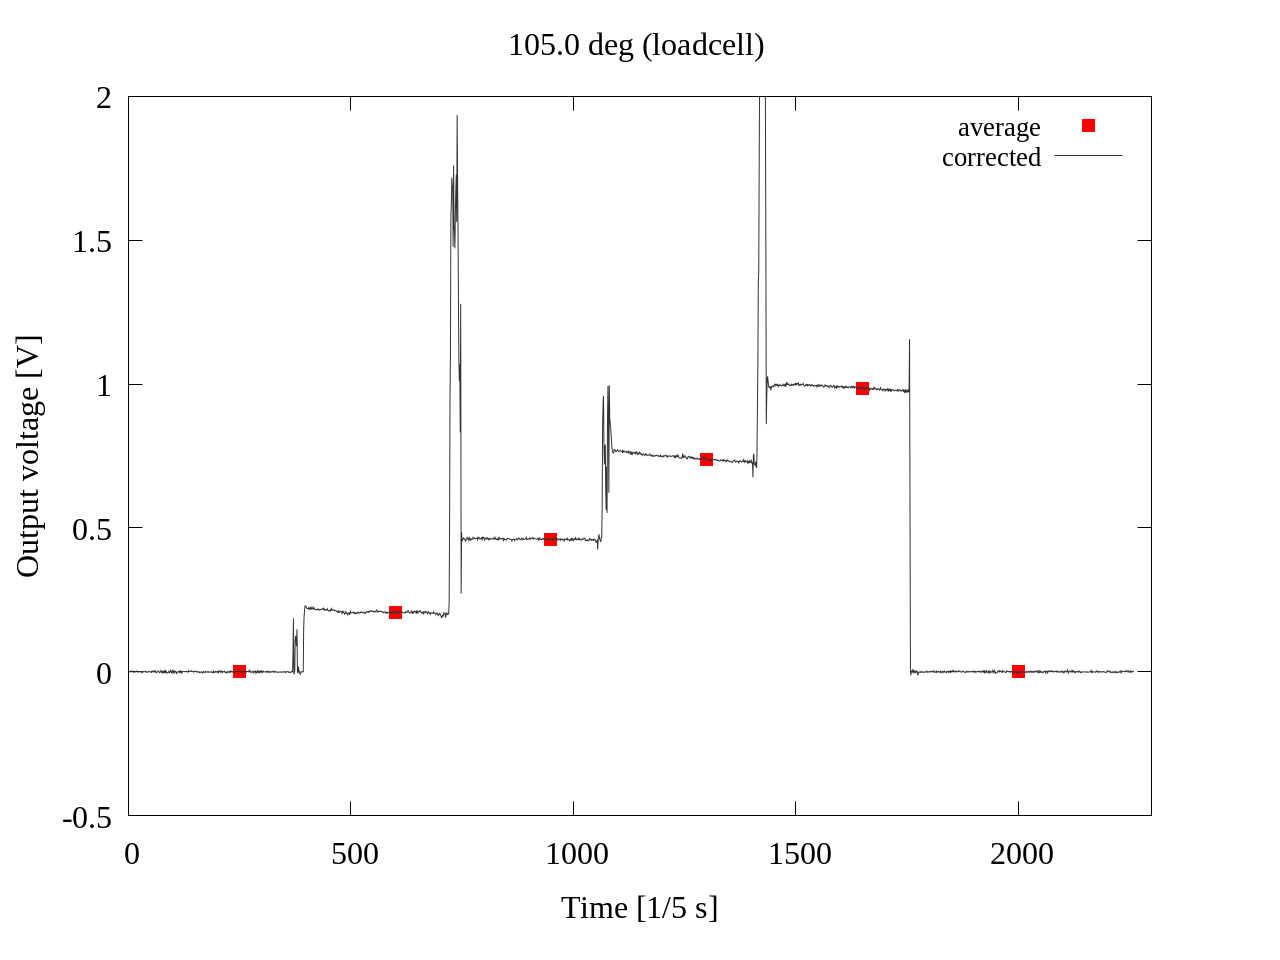 105.0 deg (loadcell)
2
1.5
1
0.5
0
-0.5
Output voltage [V]
average
corrected
0 500 1000 1500 2000
Time [1/5 s]